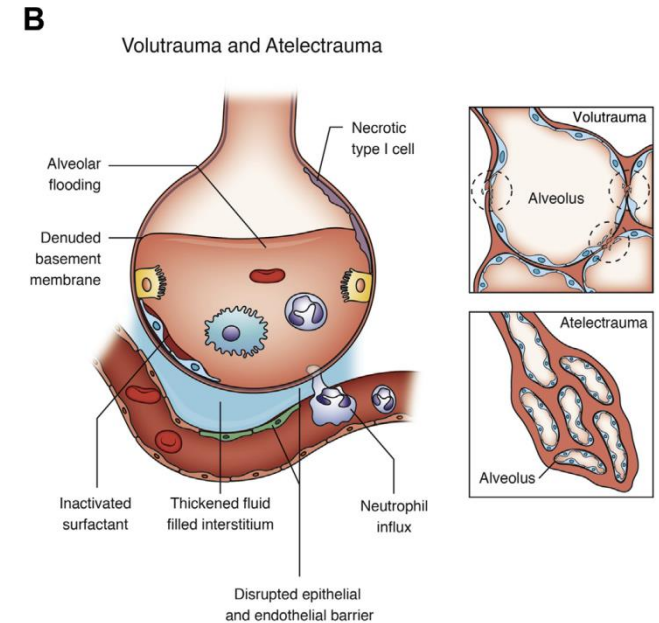 B
Volutrauma and Atelectrauma
Necrotic
type I cell
Alveolar
flooding
Denuded
basement
membrane
Inactivated
surfactant
Thickened fluid
filled interstitium
Neutrophil
influx
Disrupted epithelial
and endothelial barrier
Volutrauma
Alveolus
Atelectrauma
Alveolus